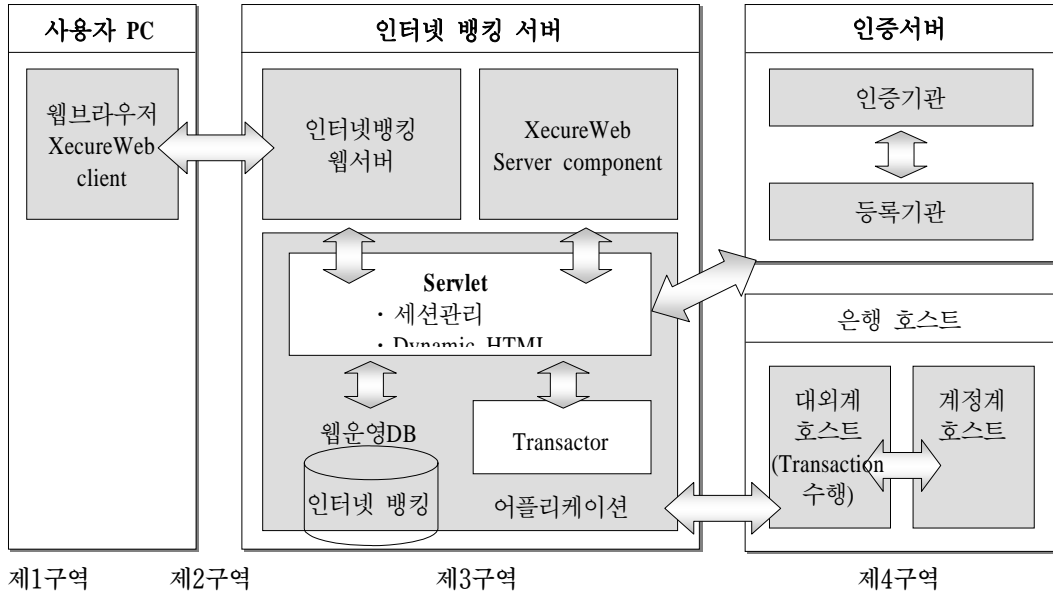 사용자 PC
웹브라우저
XecureWeb
client
인터넷 뱅킹 서버
인터넷뱅킹
웹서버
XecureWeb
Server component
Servlet
· 세션관리
· Dynamic HTML
웹운영DB
인터넷 뱅킹
Transactor
어플리케이션
인증서버
인증기관
등록기관
은행 호스트
대외계
호스트
(Transaction
수행)
계정계
호스트
제1구역
제2구역
제3구역
제4구역